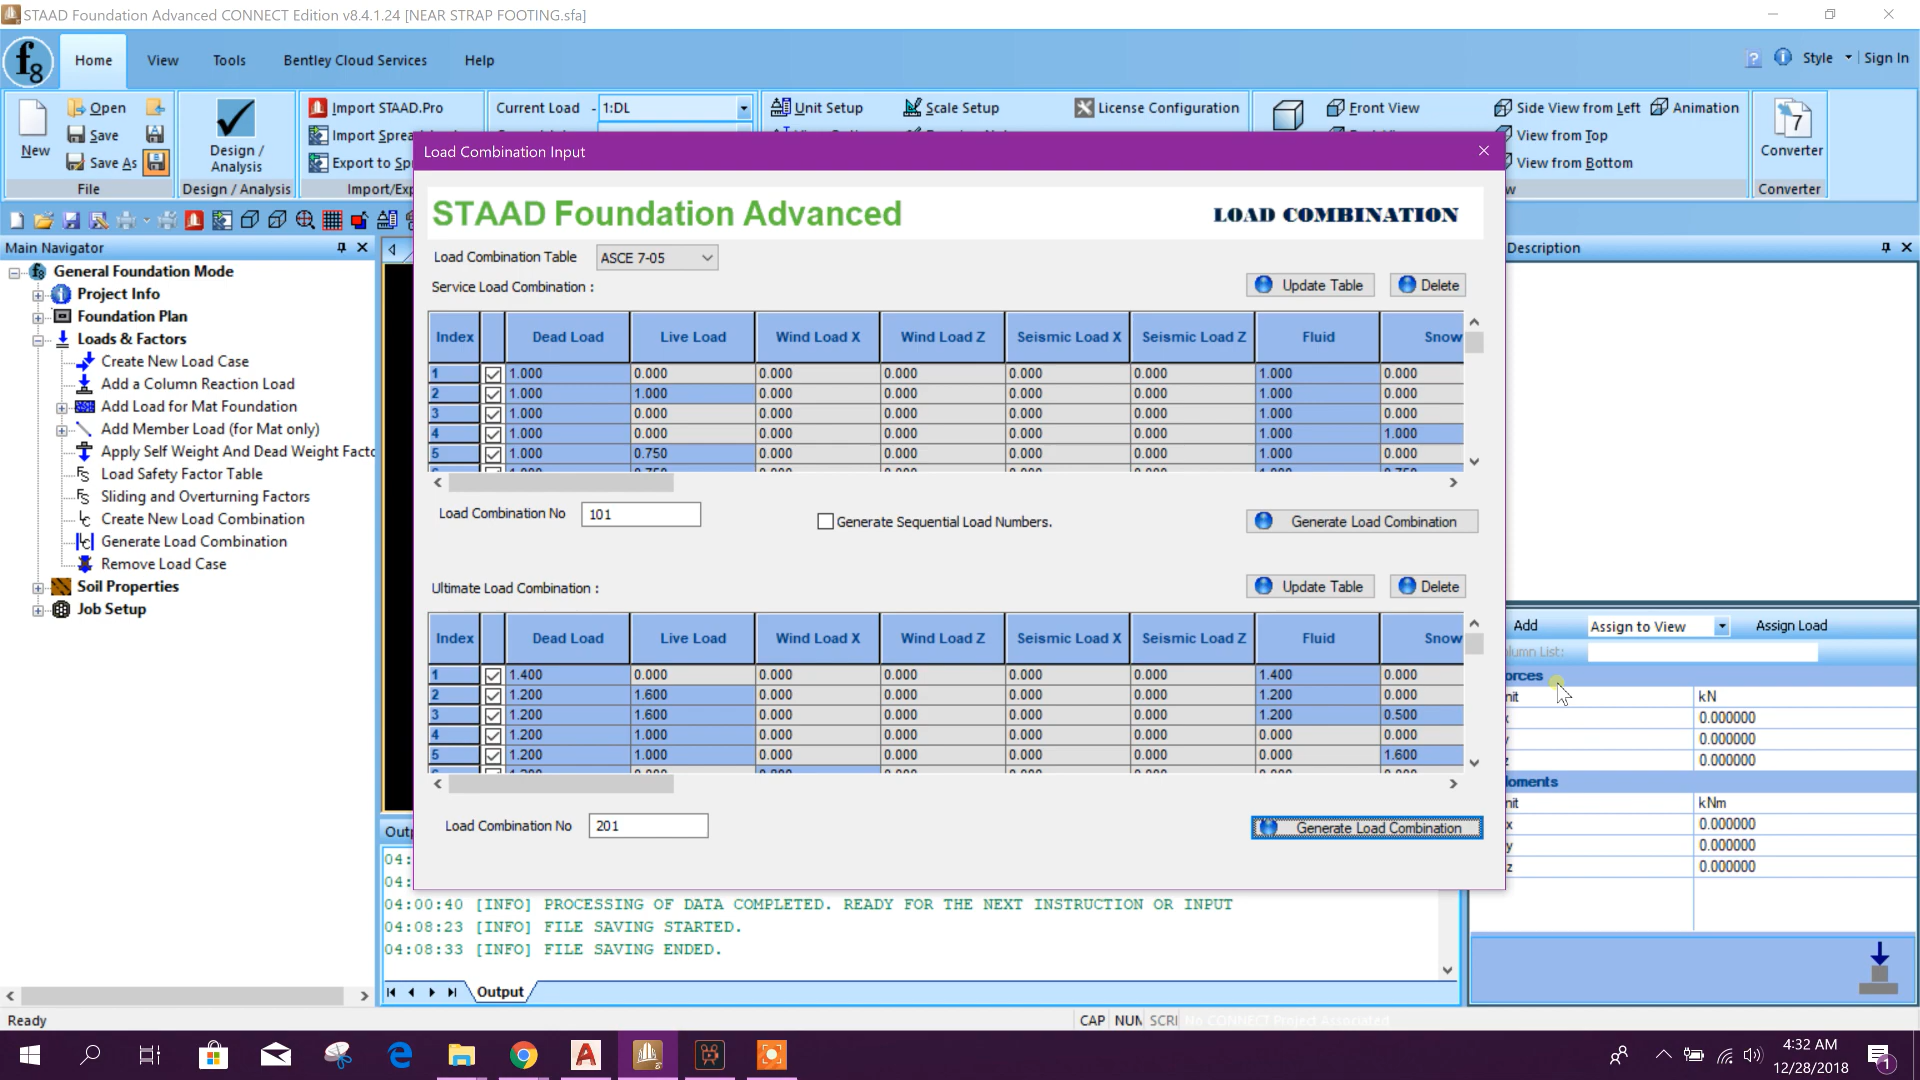 STAAD Foundation Advanced CONNECT Edition v8.4.1.24 [NEAR STRAP FOOTING.sfa]
Home View Tools Bentley Cloud Services Help Style Sign In
Open Import STAAD.Pro Current Load - 1:DL Unit Setup Scale Setup License Configuration Front View Side View from Left Animation
Save View from Top
New Save As Design / Analysis View from Bottom Converter
File Design / Analysis Converter
Load Combination Input
Main Navigator
General Foundation Mode
Project Info
Foundation Plan
Loads & Factors
Create New Load Case
Add a Column Reaction Load
Add Load for Mat Foundation
Add Member Load (for Mat only)
Apply Self Weight And Dead Weight
Load Safety Factor Table
Sliding and Overturning Factors
Create New Load Combination
Generate Load Combination
Remove Load Case
Soil Properties
Job Setup
STAAD Foundation Advanced LOAD COMBINATION
Load Combination Table ASCE 7-05
Service Load Combination : Update Table Delete
Index Dead Load Live Load Wind Load X Wind Load Z Seismic Load X Seismic Load Z Fluid Snow
1 1.000 0.000 0.000 0.000 0.000 0.000 1.000 0.000
2 1.000 1.000 0.000 0.000 0.000 0.000 1.000 0.000
3 1.000 0.000 0.000 0.000 0.000 0.000 1.000 0.000
4 1.000 0.000 0.000 0.000 0.000 0.000 1.000 1.000
5 1.000 0.750 0.000 0.000 0.000 0.000 1.000 0.000
Load Combination No 101 Generate Sequential Load Numbers. Generate Load Combination
Ultimate Load Combination : Update Table Delete
Index Dead Load Live Load Wind Load X Wind Load Z Seismic Load X Seismic Load Z Fluid Snow
1 1.400 0.000 0.000 0.000 0.000 0.000 1.400 0.000
2 1.200 1.600 0.000 0.000 0.000 0.000 1.200 0.000
3 1.200 1.600 0.000 0.000 0.000 0.000 1.200 0.500
4 1.200 1.000 0.000 0.000 0.000 0.000 0.000 0.000
5 1.200 1.000 0.000 0.000 0.000 0.000 0.000 1.600
Load Combination No 201 Generate Load Combination
Description
Add Assign to View Assign Load
List:
kN
0.000000
0.000000
0.000000
kNm
0.000000
0.000000
0.000000
04:00:40 [INFO] PROCESSING OF DATA COMPLETED. READY FOR THE NEXT INSTRUCTION OR INPUT
04:08:23 [INFO] FILE SAVING STARTED.
04:08:33 [INFO] FILE SAVING ENDED.
Output
Ready CAP NUM SCRI No CONNECT Project Associated
4:32 AM
12/28/2018